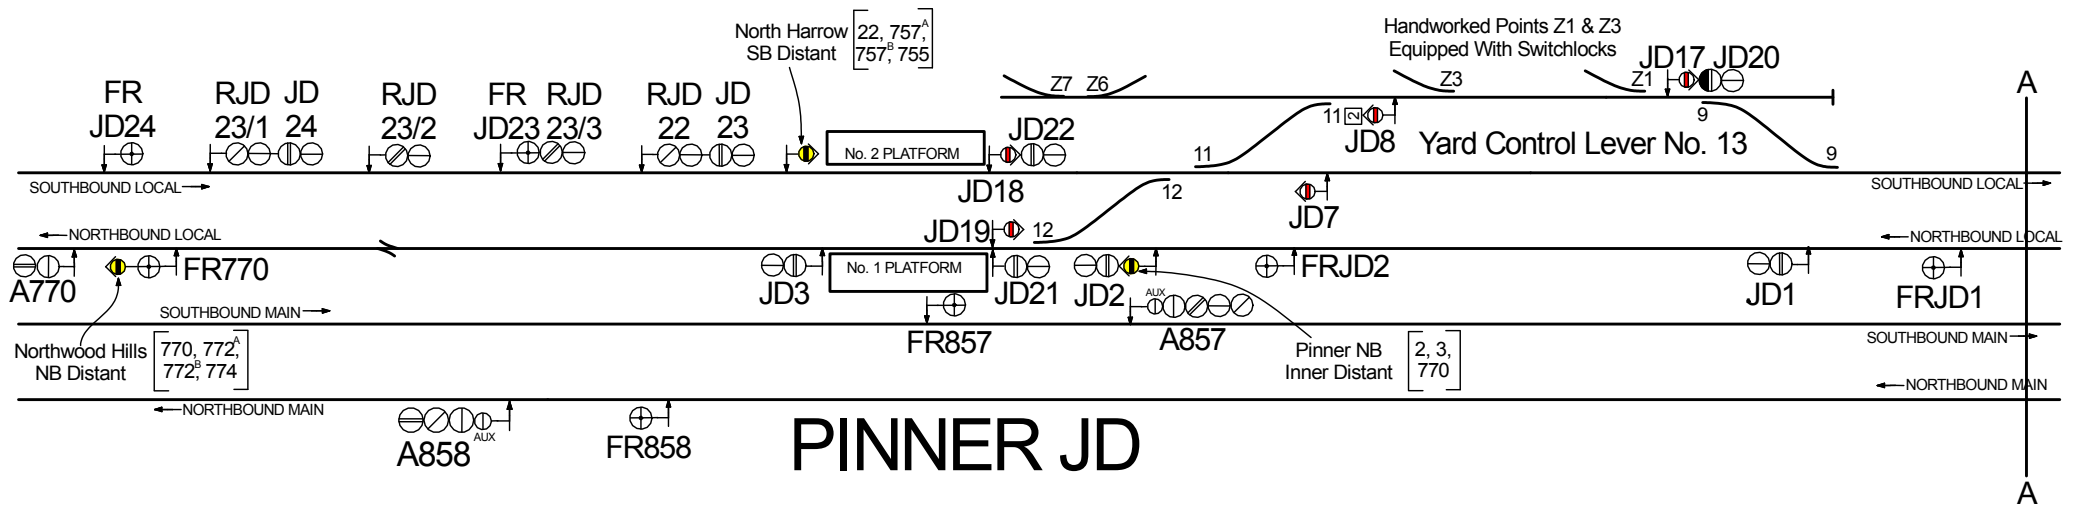 North Harrow
SB Distant
22, 757A,
757B 755
Handworked Points Z1 & Z3
Equipped With Switchlocks
FR
JD24
RJD JD
23/1 24
RJD
23/2
FR RJD
JD23 23/3
RJD JD
22 23
Z7 Z6
Z3
Z1
JD17 JD20
A
No. 2 PLATFORM
JD22
11
2
JD8
Yard Control Lever No. 13
9
11
9
SOUTHBOUND LOCAL
JD18
12
JD7
SOUTHBOUND LOCAL
NORTHBOUND LOCAL
JD19
12
NORTHBOUND LOCAL
A770
FR770
JD3
No. 1 PLATFORM
JD21
JD2
FRJD2
JD1
FRJD1
AUX
SOUTHBOUND MAIN
FR857
A857
SOUTHBOUND MAIN
Northwood Hills
NB Distant
770, 772A,
772B, 774
Pinner NB
Inner Distant
2, 3,
770
NORTHBOUND MAIN
NORTHBOUND MAIN
AUX
A858
FR858
PINNER JD
A